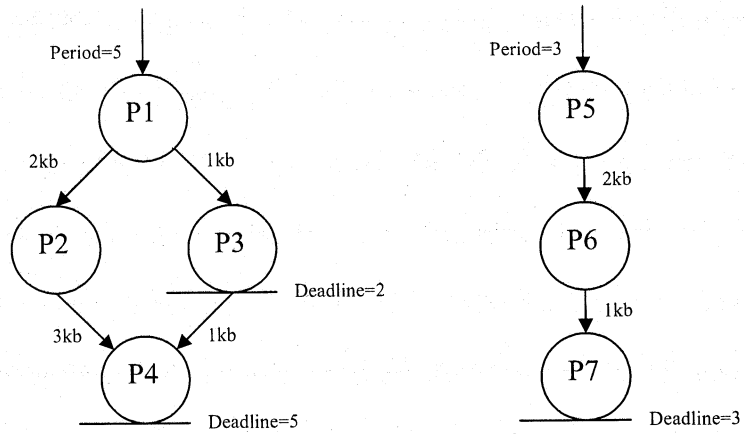 Period=5
Period=3
P1
P5
2kb
1kb
2kb
P2
P3
P6
Deadline=2
1kb
3kb
1kb
P4
P7
Deadline=5
Deadline=3